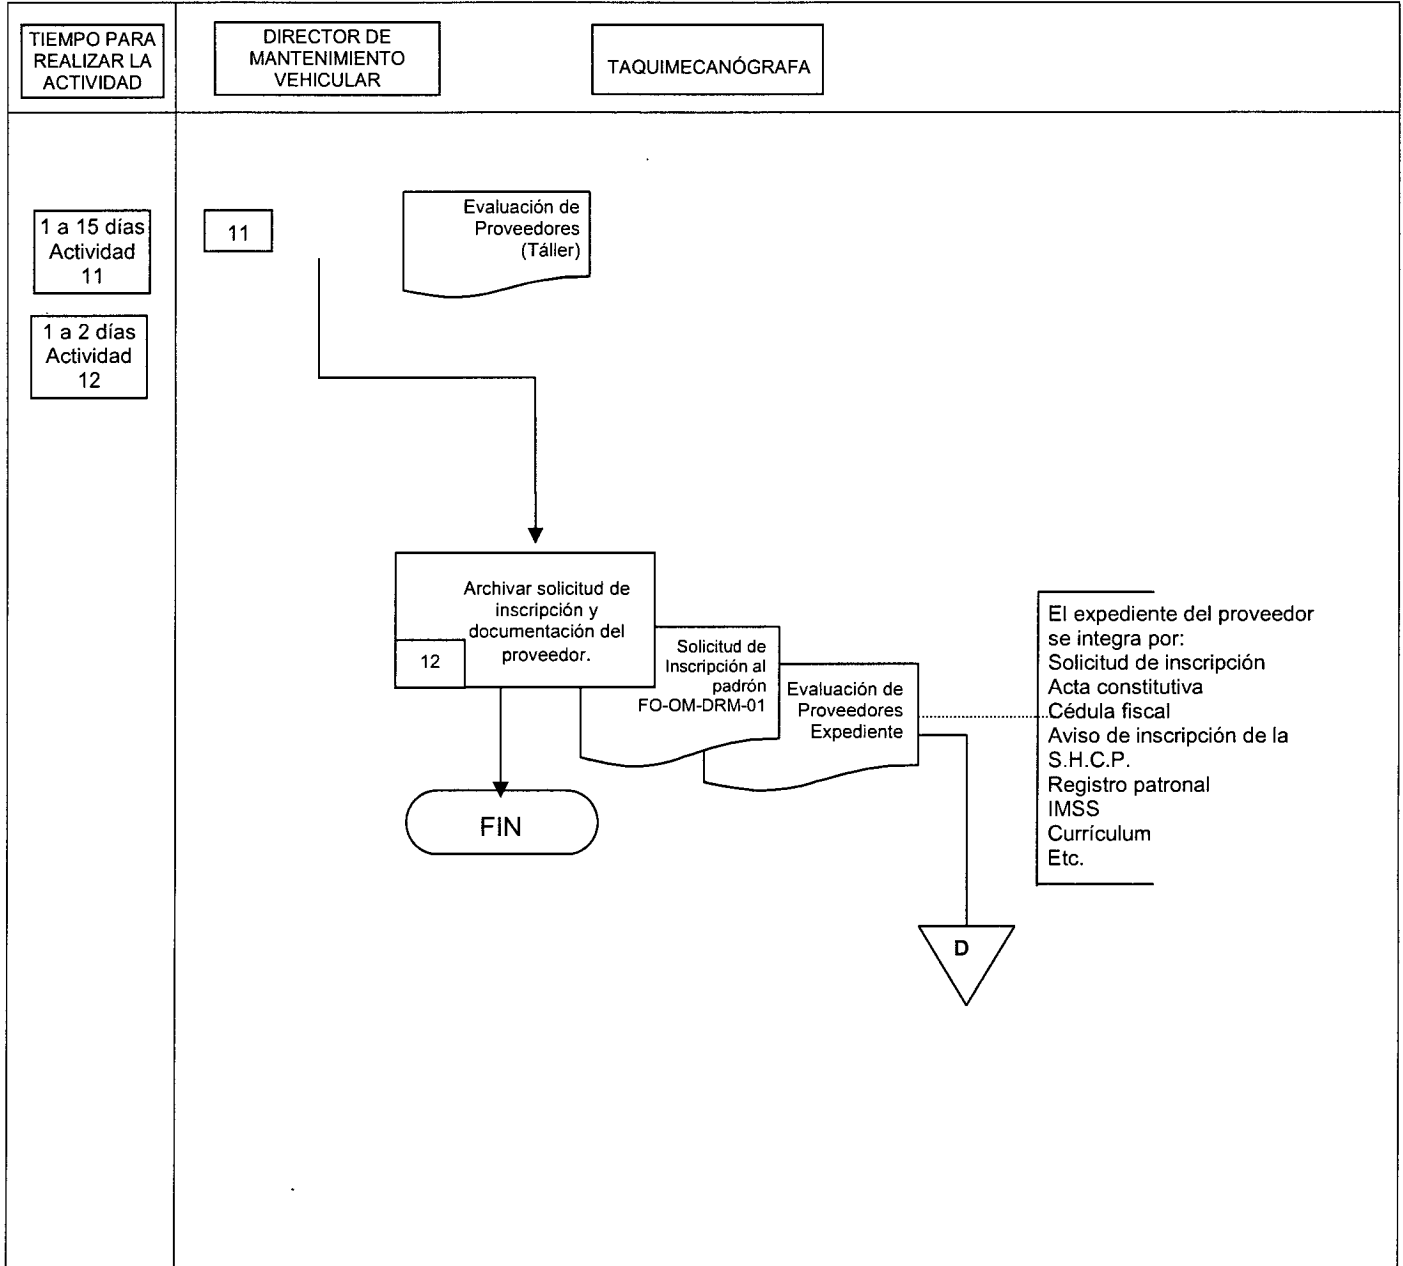 TIEMPO PARA
REALIZAR LA
ACTIVIDAD
DIRECTOR DE
MANTENIMIENTO
VEHICULAR
TAQUIMECANÓGRAFA
1 a 15 días
Actividad
11
11
Evaluación de
Proveedores
(Táller)
1 a 2 días
Actividad
12
Archivar solicitud de
inscripción y
documentación del
proveedor.
12
Solicitud de
Inscripción al
padrón
FO-OM-DRM-01
Evaluación de
Proveedores
Expediente
El expediente del proveedor
se integra por:
Solicitud de inscripción
Acta constitutiva
Cédula fiscal
Aviso de inscripción de la
S.H.C.P.
Registro patronal
IMSS
Currículum
Etc.
FIN
D